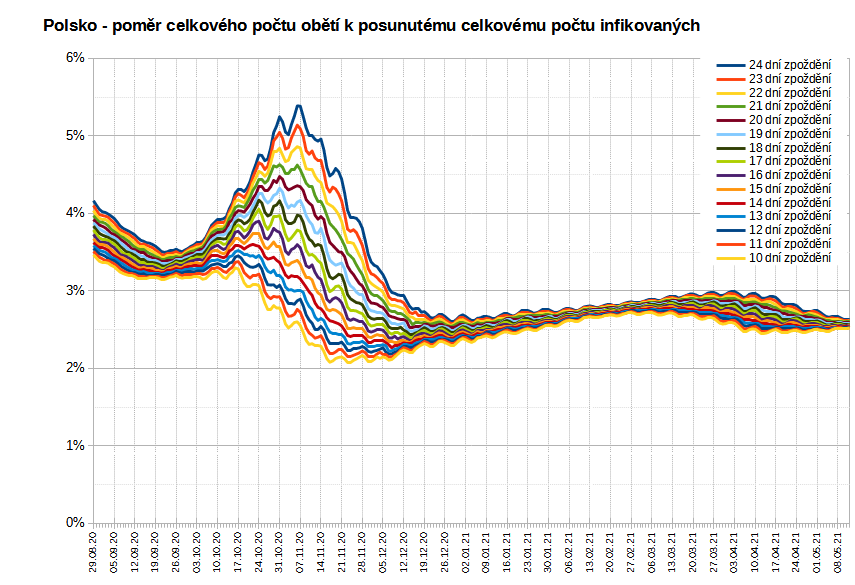 Polsko - poměr celkového počtu obětí k posunutému celkovému počtu infikovaných
6%
5%
4%
3%
2%
1%
0%
24 dní zpoždění
23 dní zpoždění
22 dní zpoždění
21 dní zpoždění
20 dní zpoždění
19 dní zpoždění
18 dní zpoždění
17 dní zpoždění
16 dní zpoždění
15 dní zpoždění
14 dní zpoždění
13 dní zpoždění
12 dní zpoždění
11 dní zpoždění
10 dní zpoždění
29.08.20
05.09.20
12.09.20
19.09.20
26.09.20
03.10.20
10.10.20
17.10.20
24.10.20
31.10.20
07.11.20
14.11.20
21.11.20
28.11.20
05.12.20
12.12.20
19.12.20
26.12.20
02.01.21
09.01.21
16.01.21
23.01.21
30.01.21
06.02.21
13.02.21
20.02.21
27.02.21
06.03.21
13.03.21
20.03.21
27.03.21
03.04.21
10.04.21
17.04.21
24.04.21
01.05.21
08.05.21